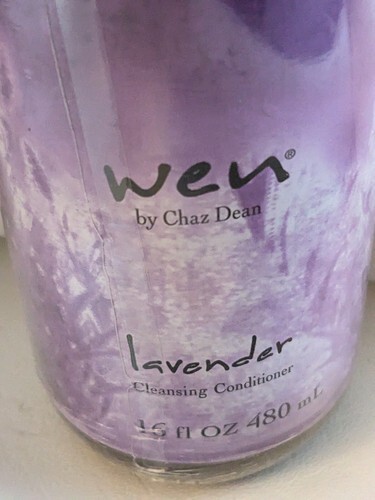 wen®
by Chaz Dean
lavender
Cleansing Conditioner
16 fl OZ 480 mL